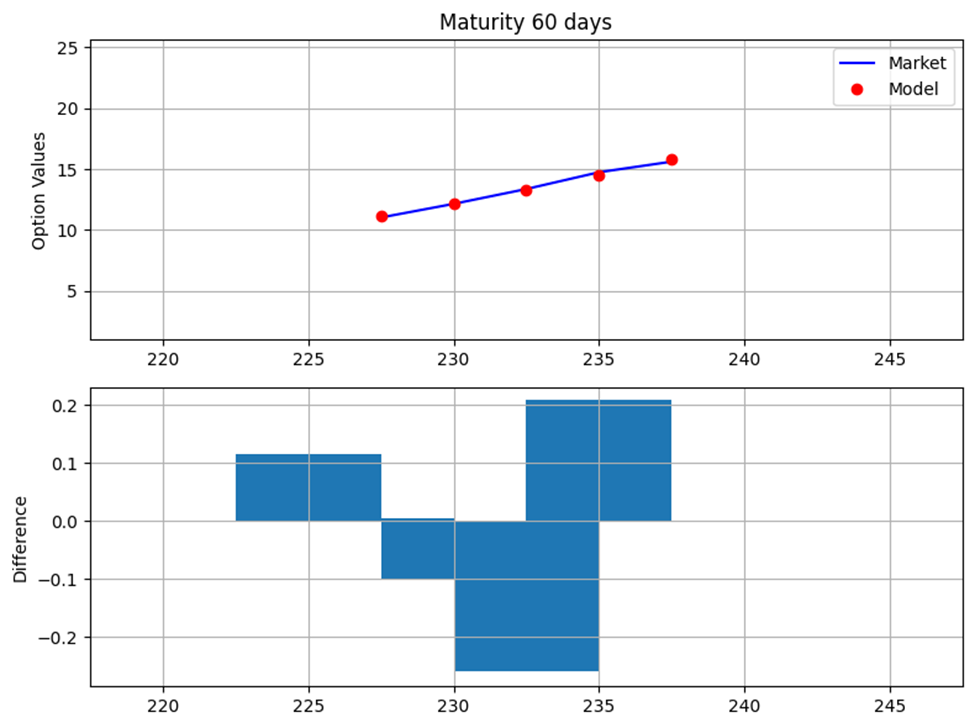 Maturity 60 days
Market
Model
Option Values
25
20
15
10
5
220 225 230 235 240 245
Difference
0.2
0.1
0.0
−0.1
−0.2
220 225 230 235 240 245